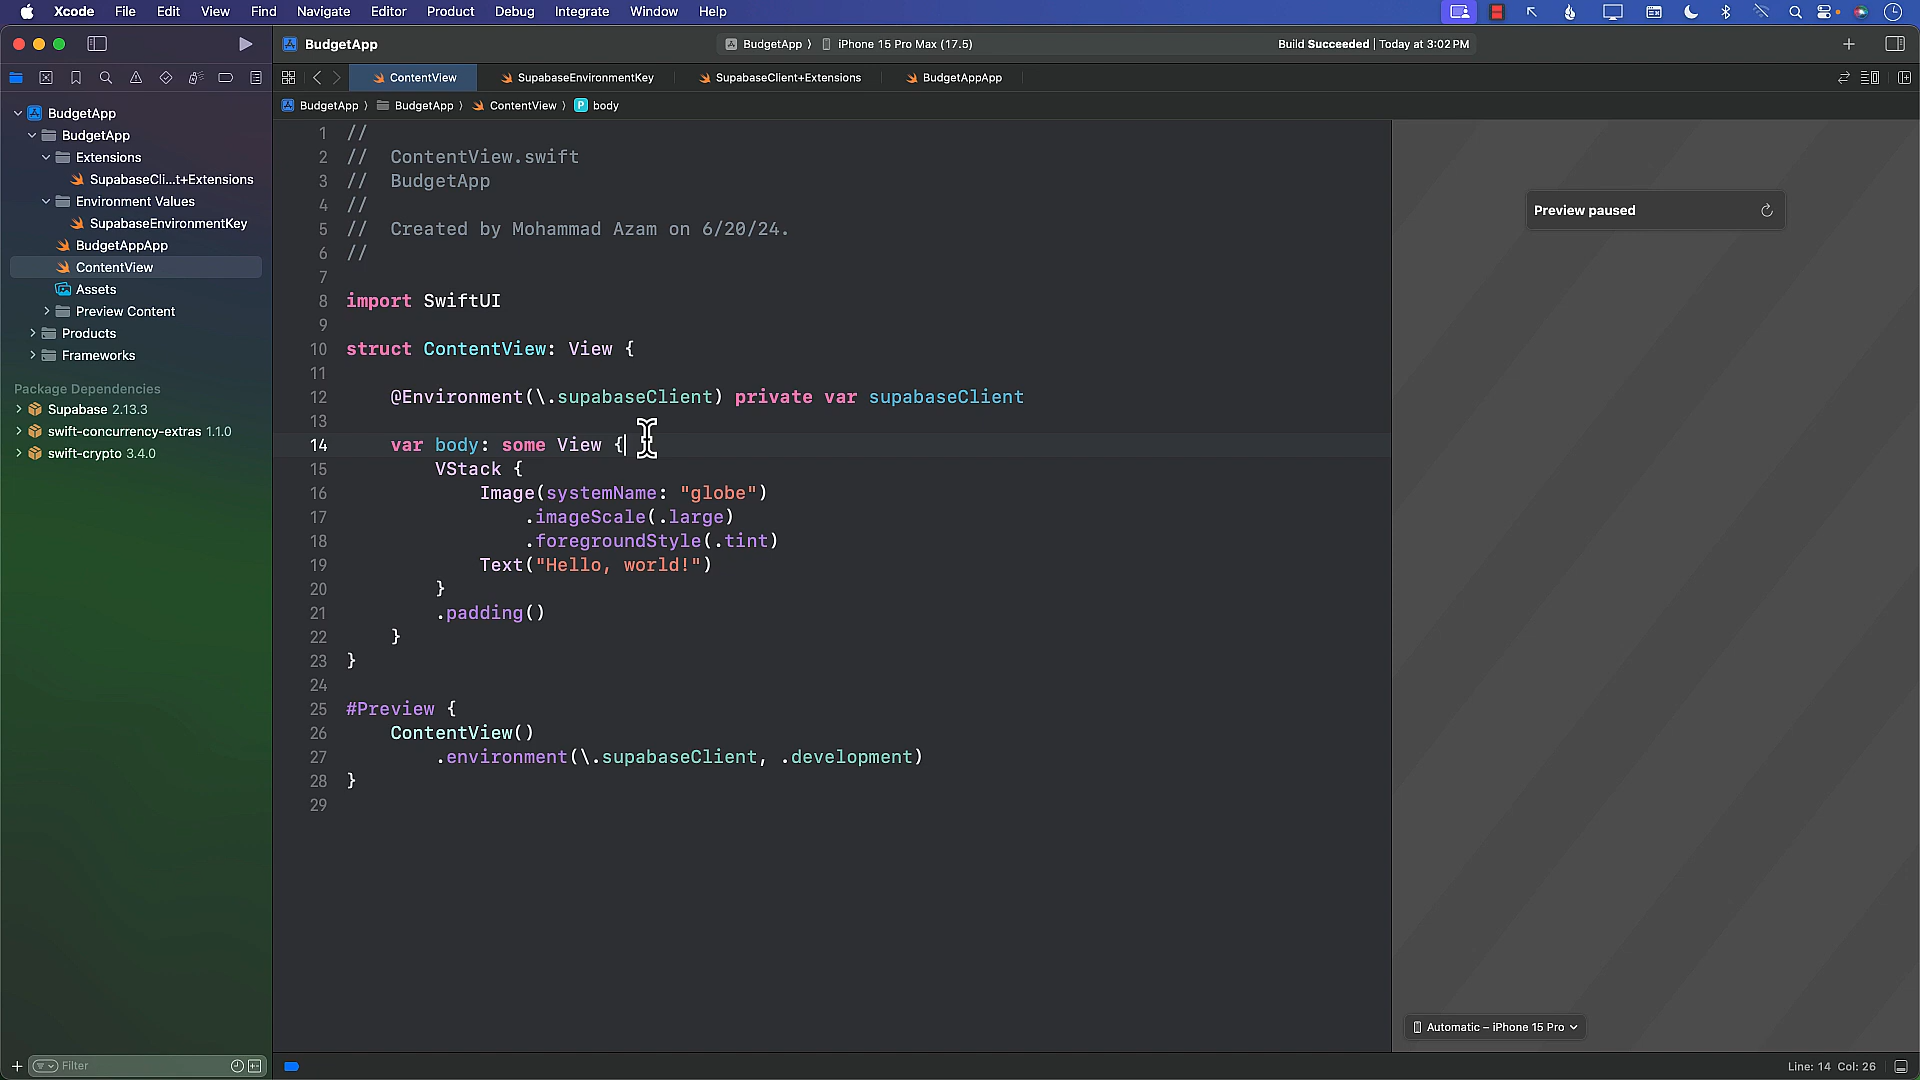 Xcode File Edit View Find Navigate Editor Product Debug Integrate Window Help
BudgetApp
BudgetApp 〉 iPhone 15 Pro Max (17.5)
Build Succeeded | Today at 3:02 PM
ContentView
SupabaseEnvironmentKey
SupabaseClient+Extensions
BudgetAppApp
BudgetApp 〉 BudgetApp 〉 ContentView 〉 P body
BudgetApp
BudgetApp
Extensions
SupabaseCli...t+Extensions
Environment Values
SupabaseEnvironmentKey
BudgetAppApp
ContentView
Assets
Preview Content
Products
Frameworks
Package Dependencies
Supabase 2.13.3
swift-concurrency-extras 1.1.0
swift-crypto 3.4.0
Filter
1 //
2 // ContentView.swift
3 // BudgetApp
4 //
5 // Created by Mohammad Azam on 6/20/24.
6 //
7
8 import SwiftUI
9
10 struct ContentView: View {
11
12 @Environment(\.supabaseClient) private var supabaseClient
13
14 var body: some View {
15 VStack {
16 Image(systemName: "globe")
17 .imageScale(.large)
18 .foregroundStyle(.tint)
19 Text("Hello, world!")
20 }
21 .padding()
22 }
23 }
24
25 #Preview {
26 ContentView()
27 .environment(\.supabaseClient, .development)
28 }
29
Preview paused
Automatic – iPhone 15 Pro
Line: 14 Col: 26